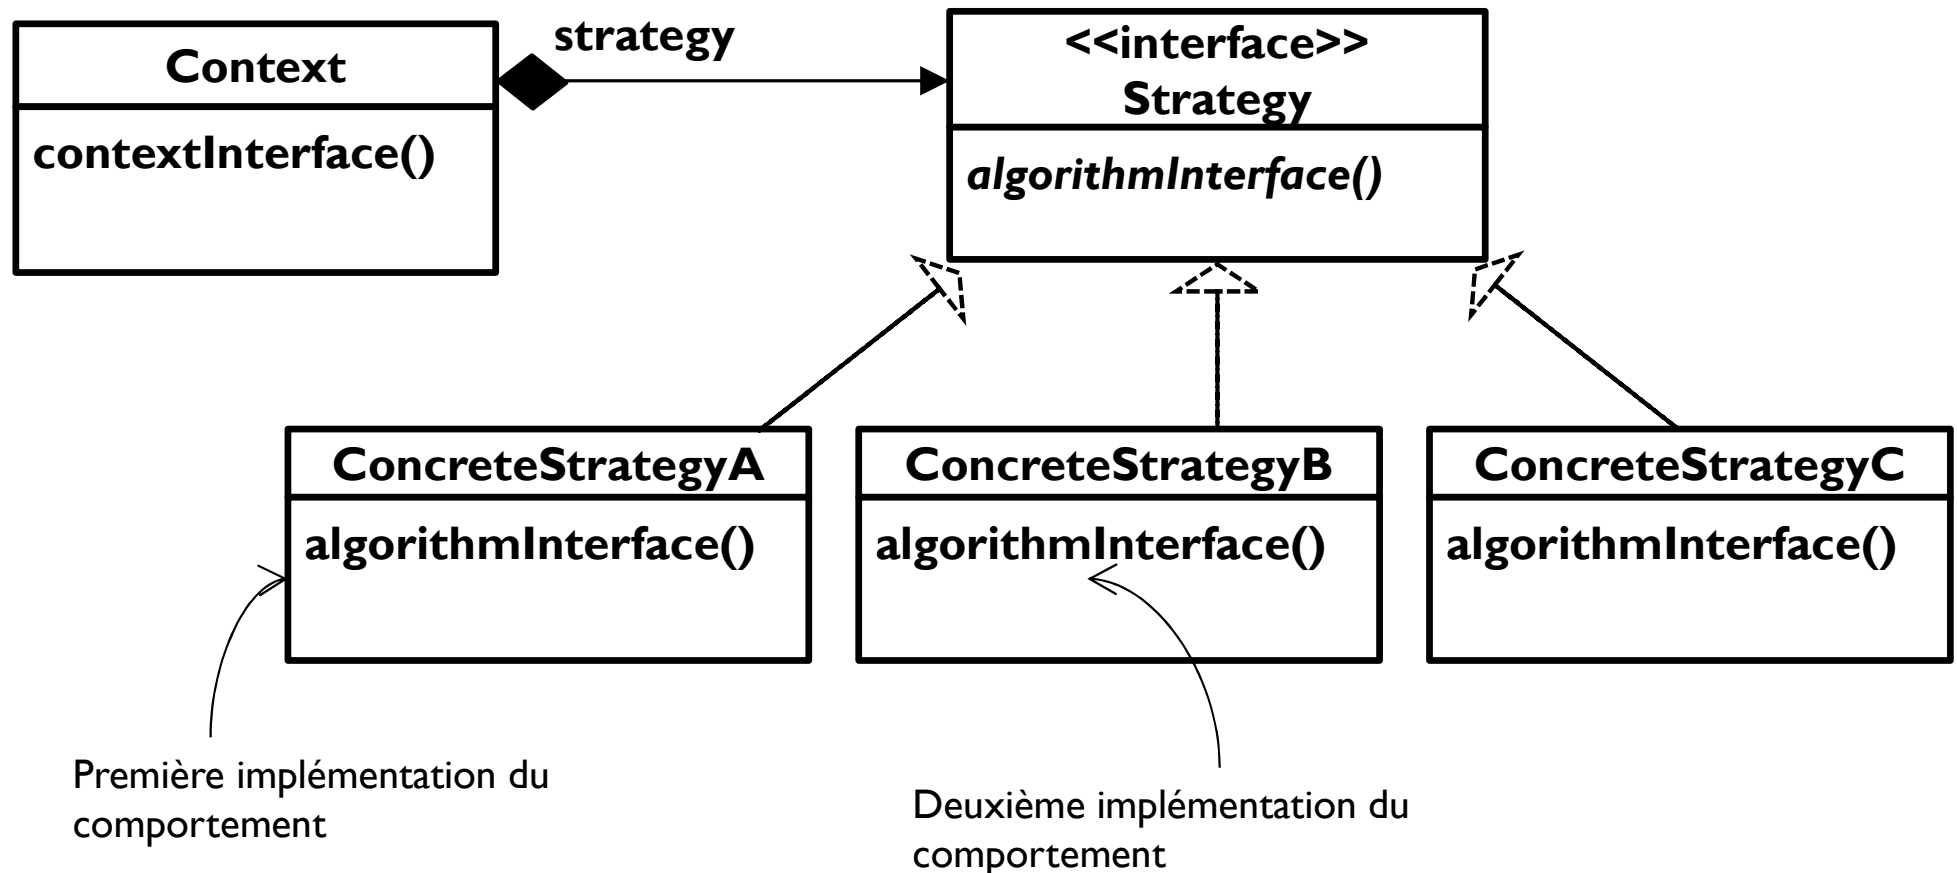 Context
contextInterface()
strategy
<<interface>>
Strategy
algorithmInterface()
ConcreteStrategyA
algorithmInterface()
ConcreteStrategyB
algorithmInterface()
ConcreteStrategyC
algorithmInterface()
Première implémentation du
comportement
Deuxième implémentation du
comportement